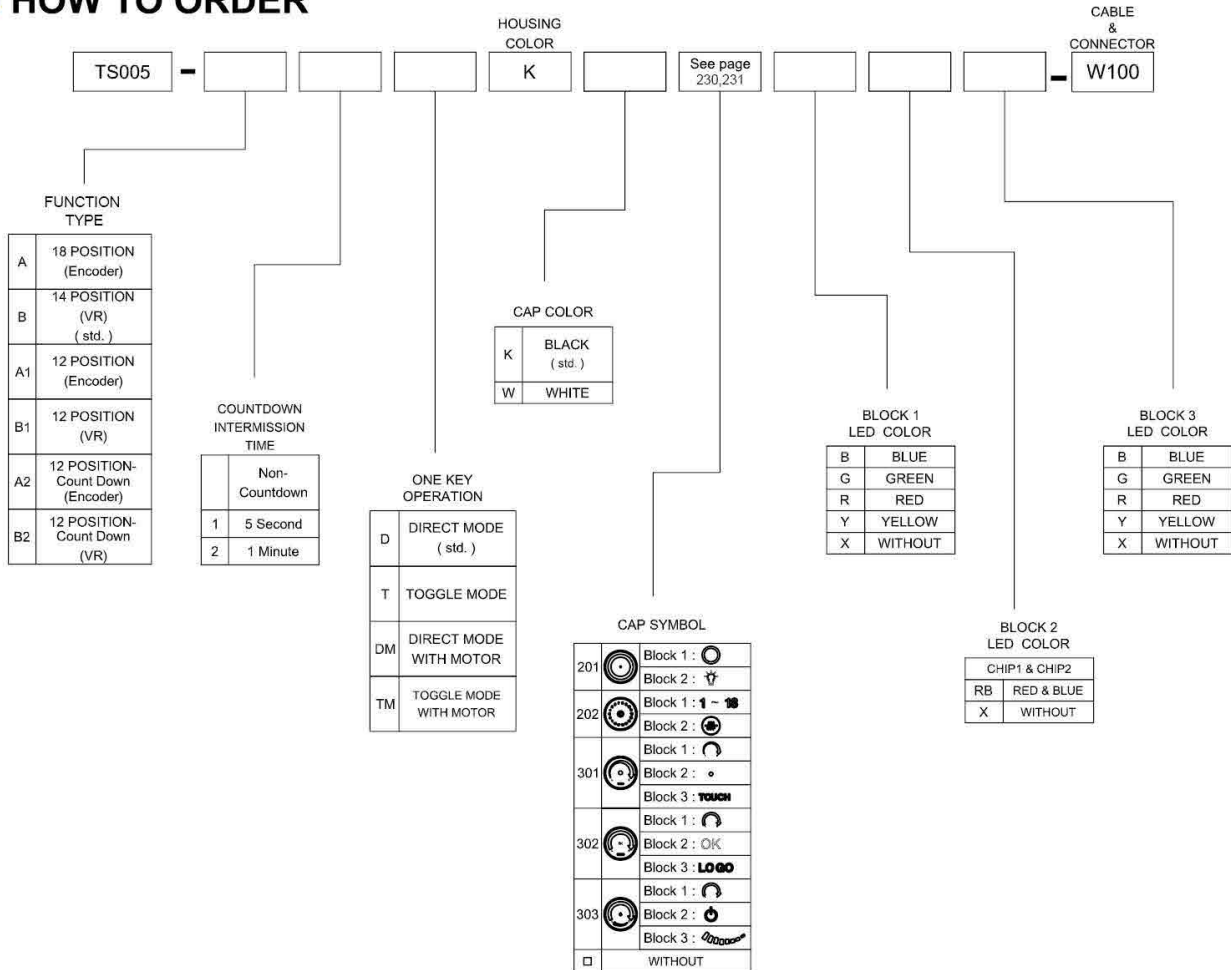 HOW TO ORDER
HOUSING
COLOR
CABLE
&
CONNECTOR
TS005 - K See page
230,231
- W100
FUNCTION
TYPE
A 18 POSITION
(Encoder)
B 14 POSITION
(VR)
( std. )
A1 12 POSITION
(Encoder)
B1 12 POSITION
(VR)
A2 12 POSITION-
Count Down
(Encoder)
B2 12 POSITION-
Count Down
(VR)
COUNTDOWN
INTERMISSION
TIME
Non-
Countdown
1 5 Second
2 1 Minute
ONE KEY
OPERATION
D DIRECT MODE
( std. )
T TOGGLE MODE
DM DIRECT MODE
WITH MOTOR
TM TOGGLE MODE
WITH MOTOR
CAP COLOR
K BLACK
( std. )
W WHITE
CAP SYMBOL
201 Block 1 :
Block 2 :
202 Block 1 : 1 ~ 18
Block 2 :
301 Block 1 :
Block 2 :
Block 3 : TOUCH
302 Block 1 :
Block 2 : OK
Block 3 : LOGO
303 Block 1 :
Block 2 :
Block 3 :
WITHOUT
BLOCK 1
LED COLOR
B BLUE
G GREEN
R RED
Y YELLOW
X WITHOUT
BLOCK 2
LED COLOR
CHIP1 & CHIP2
RB RED & BLUE
X WITHOUT
BLOCK 3
LED COLOR
B BLUE
G GREEN
R RED
Y YELLOW
X WITHOUT